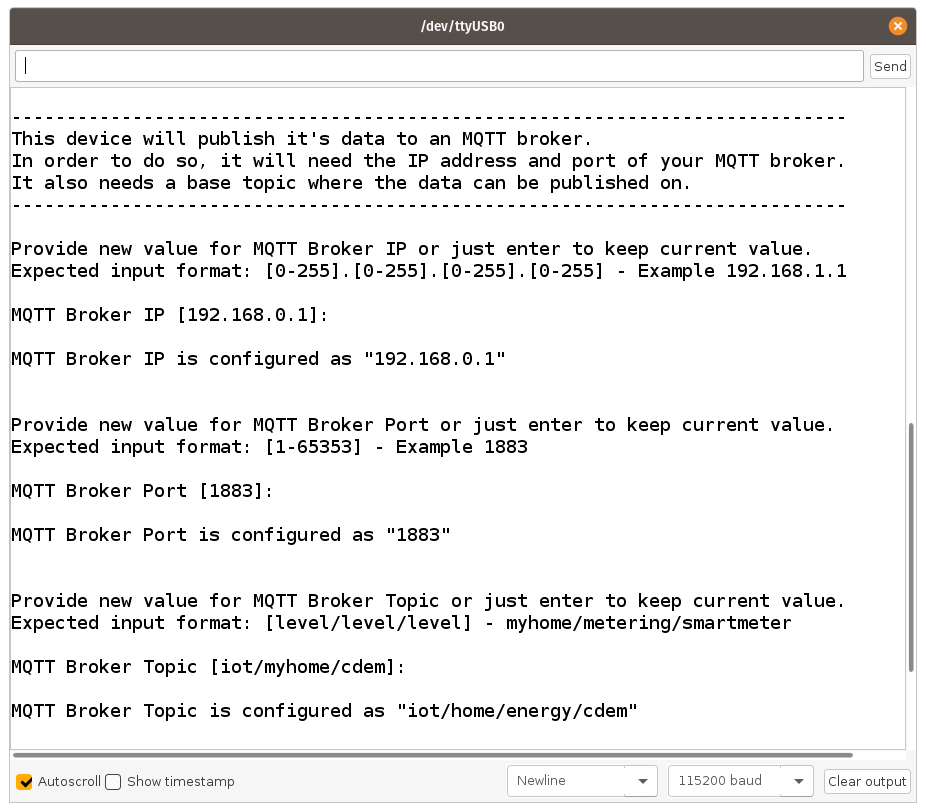 /dev/ttyUSB0
Send
----------------------------------------------------------------------------
This device will publish it's data to an MQTT broker.
In order to do so, it will need the IP address and port of your MQTT broker.
It also needs a base topic where the data can be published on.
----------------------------------------------------------------------------
Provide new value for MQTT Broker IP or just enter to keep current value.
Expected input format: [0-255].[0-255].[0-255].[0-255] - Example 192.168.1.1
MQTT Broker IP [192.168.0.1]:
MQTT Broker IP is configured as "192.168.0.1"
Provide new value for MQTT Broker Port or just enter to keep current value.
Expected input format: [1-65353] - Example 1883
MQTT Broker Port [1883]:
MQTT Broker Port is configured as "1883"
Provide new value for MQTT Broker Topic or just enter to keep current value.
Expected input format: [level/level/level] - myhome/metering/smartmeter
MQTT Broker Topic [iot/myhome/cdem]:
MQTT Broker Topic is configured as "iot/home/energy/cdem"
Autoscroll Show timestamp Newline 115200 baud Clear output